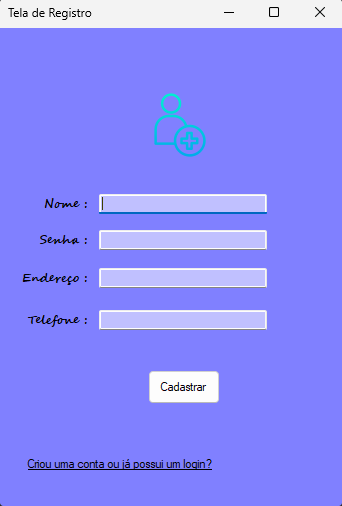 Tela de Registro
Nome :
Senha :
Endereço :
Telefone :
Cadastrar
Criou uma conta ou já possui um login?